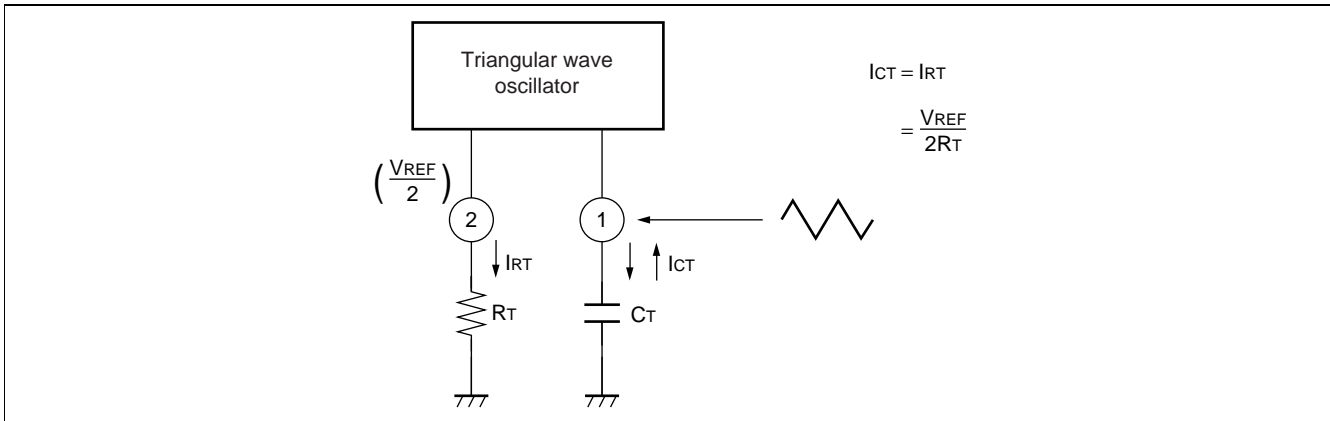 Triangular wave
oscillator
ICT = IRT
= VREF
2RT
(VREF
2)
2
1
IRT
ICT
RT
CT